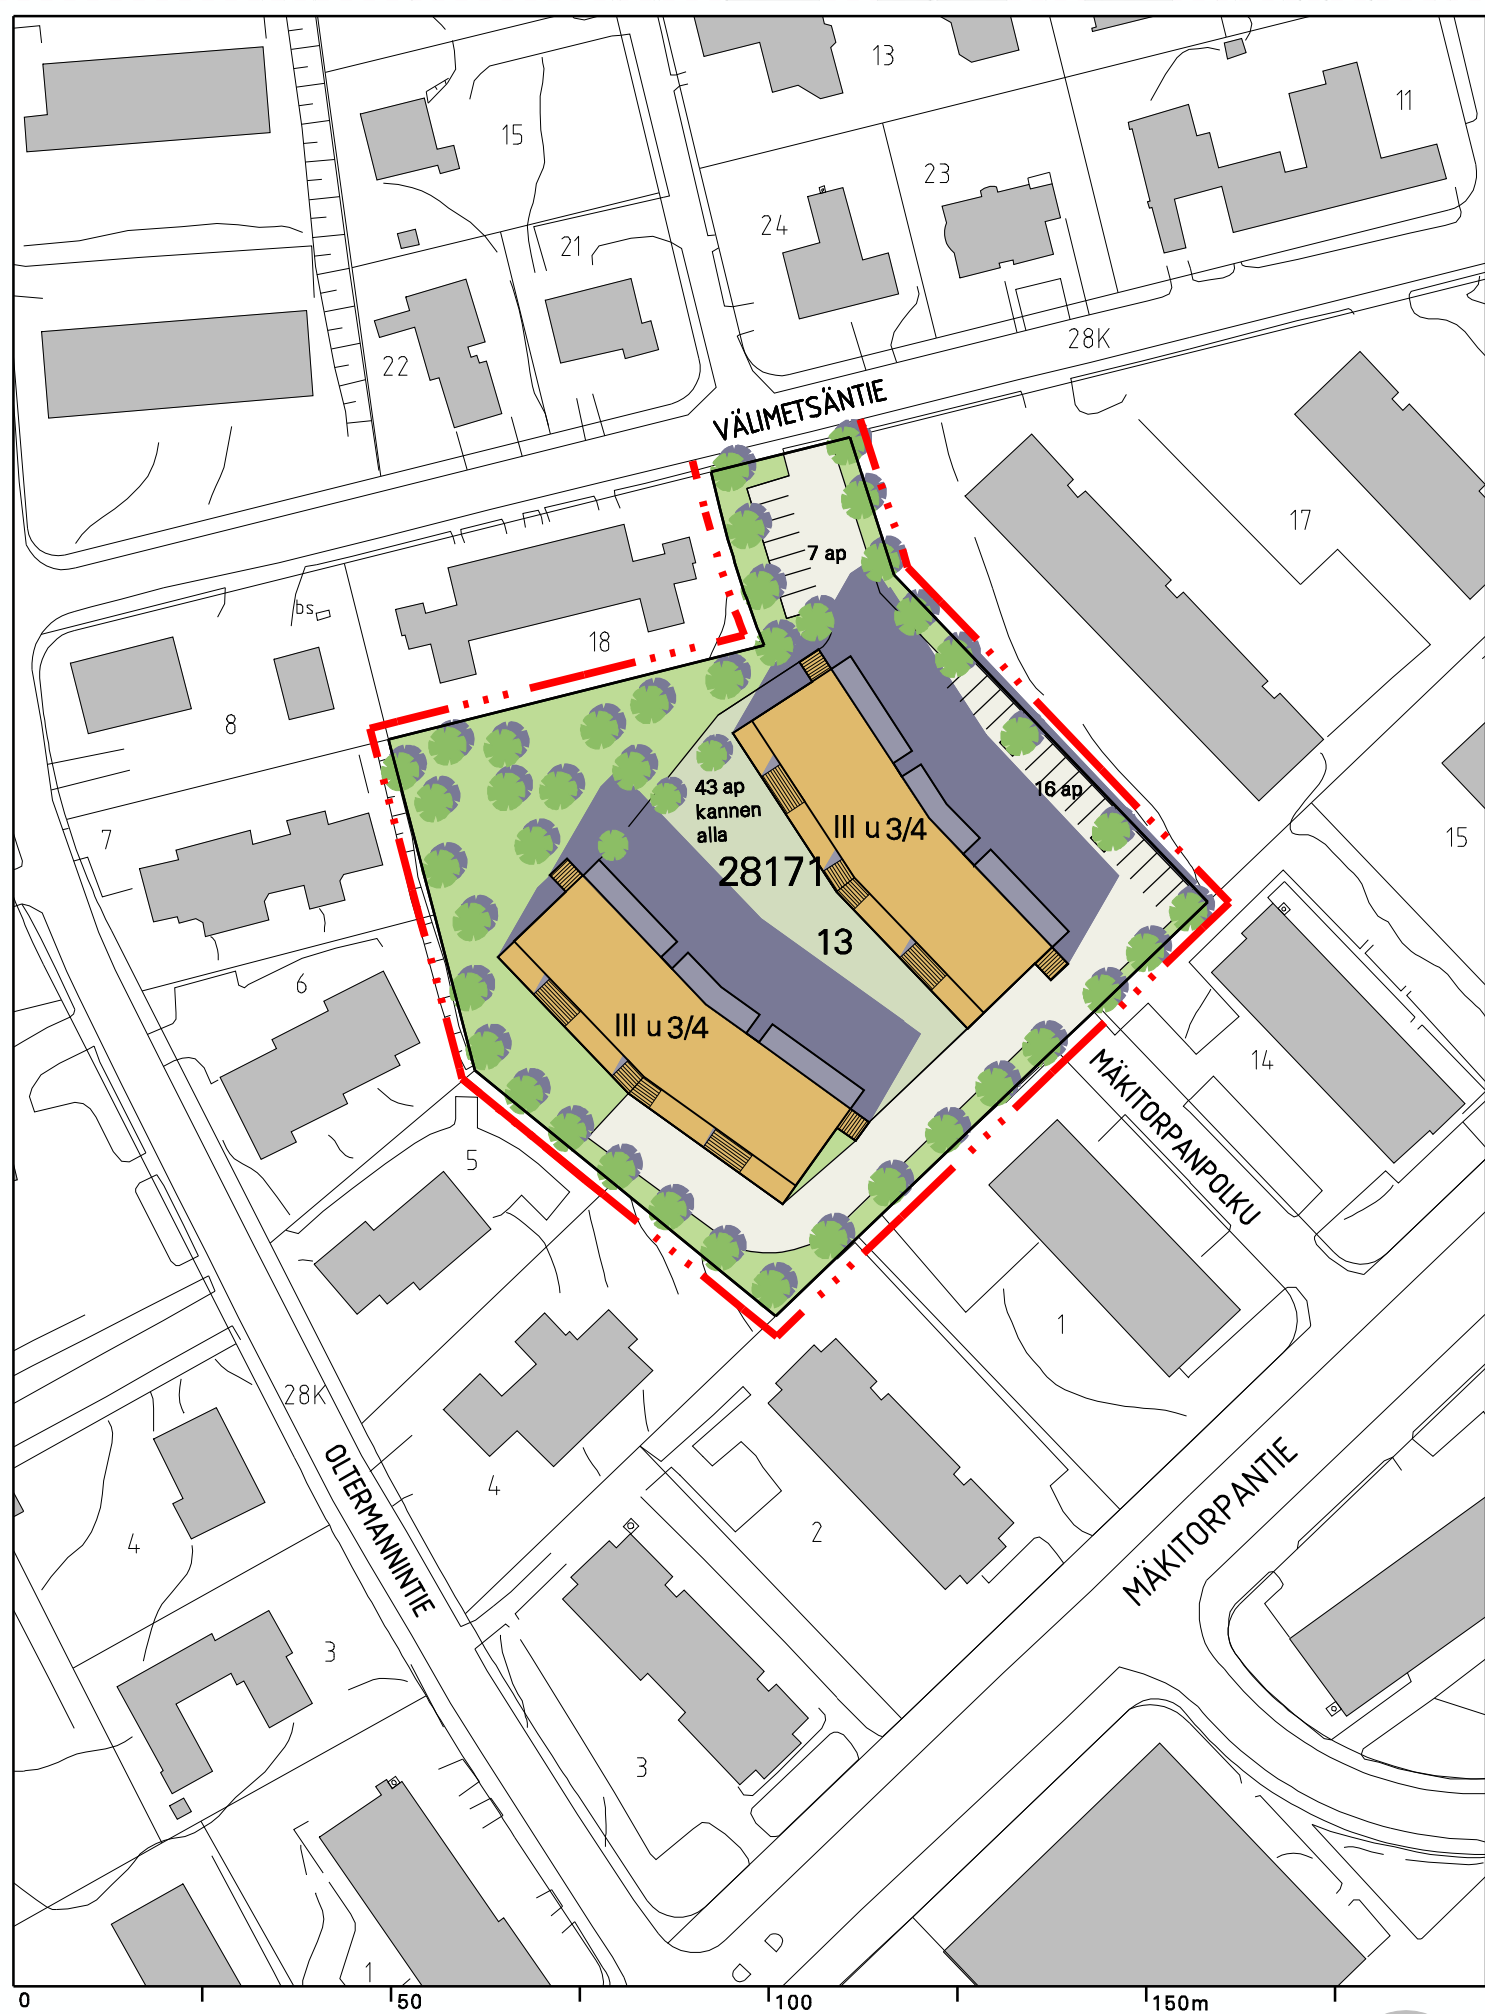 13
11
15
23
24
21
28K
22
VÄLIMETSÄNTIE
17
7 ap
bs
18
8
43 ap
kannen
alla
16 ap
III u 3/4
7
15
28171
13
6
III u 3/4
14
MÄKITORPANPOLKU
5
1
28K
OLTERMANNINTIE
4
MÄKITORPANTIE
2
4
3
3
1
0
50
100
150m